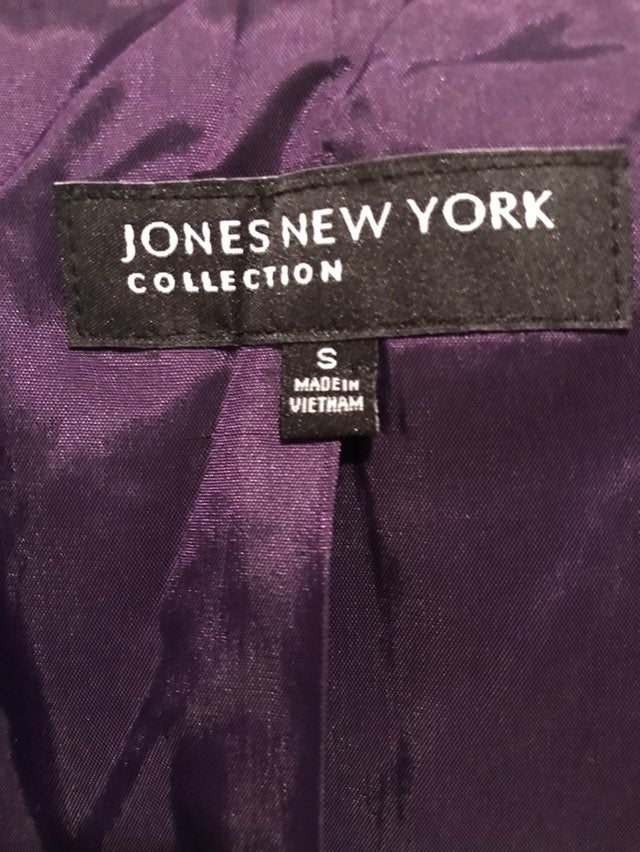 JONES NEW YORK
COLLECTION
S
MADE IN
VIETNAM